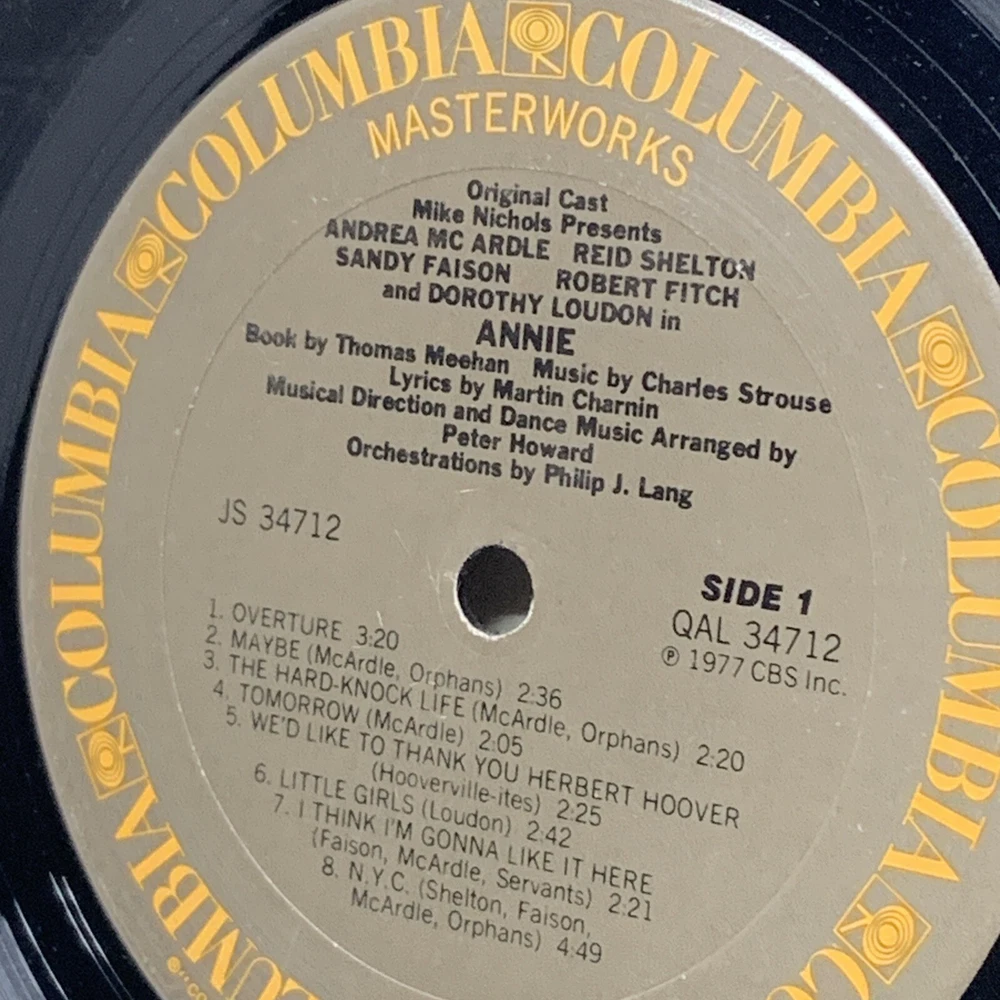 COLUMBIA COLUMBIA COLUMBIA COLUMBIA COLUMBIA
MASTERWORKS
Original Cast
Mike Nichols Presents
ANDREA MC ARDLE REID SHELTON
SANDY FAISON ROBERT FITCH
and DOROTHY LOUDON in
ANNIE
Book by Thomas Meehan Music by Charles Strouse
Lyrics by Martin Charnin
Musical Direction and Dance Music Arranged by
Peter Howard
Orchestrations by Philip J. Lang
JS 34712
SIDE 1
QAL 34712
℗ 1977 CBS Inc.
1. OVERTURE 3:20
2. MAYBE (McArdle, Orphans) 2:36
3. THE HARD-KNOCK LIFE (McArdle, Orphans) 2:20
4. TOMORROW (McArdle) 2:05
5. WE'D LIKE TO THANK YOU HERBERT HOOVER
(Hooverville-ites) 2:25
6. LITTLE GIRLS (Loudon) 2:42
7. I THINK I'M GONNA LIKE IT HERE
(Faison, McArdle, Servants) 2:21
8. N.Y.C. (Shelton, Faison,
McArdle, Orphans) 4:49